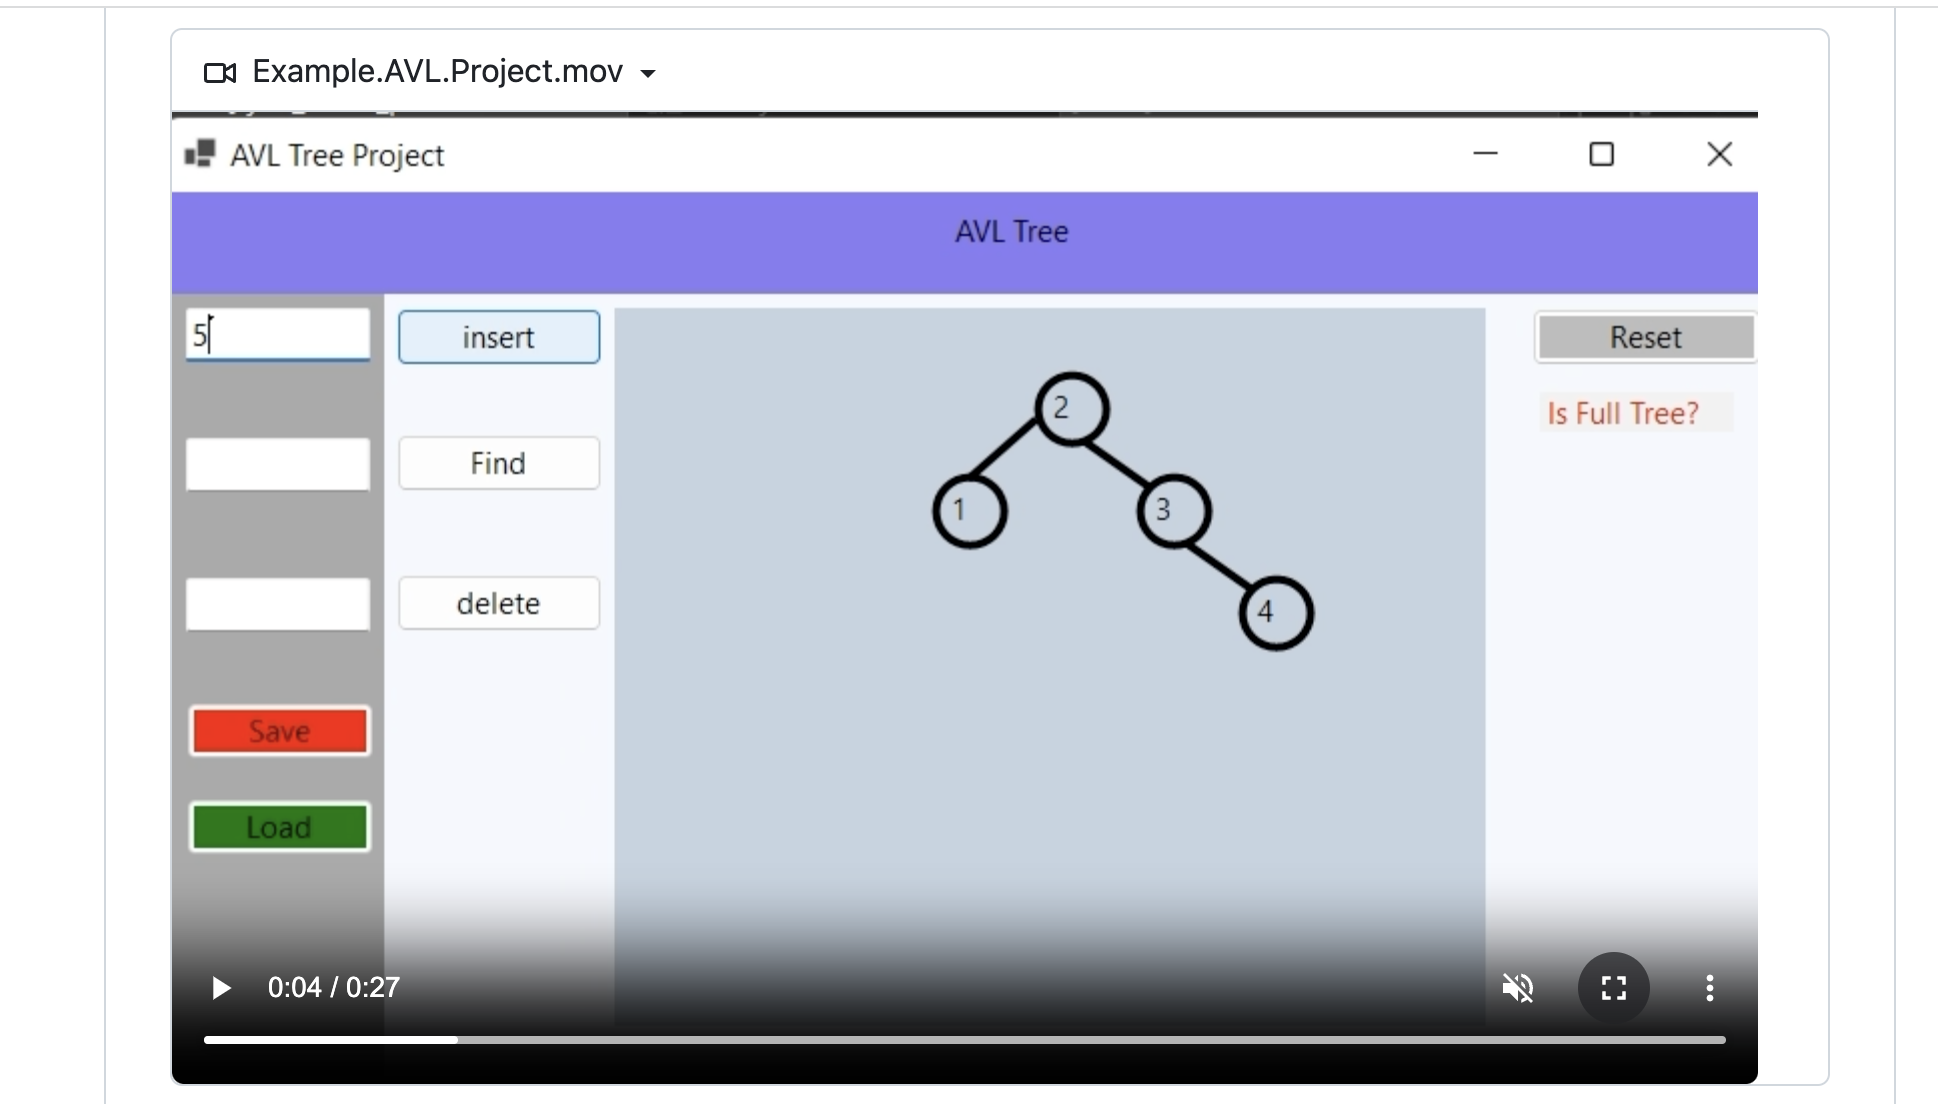 Example.AVL.Project.mov
AVL Tree Project
AVL Tree
5
insert
Reset
2
Is Full Tree?
Find
1
3
delete
4
Save
Load
0:04 / 0:27